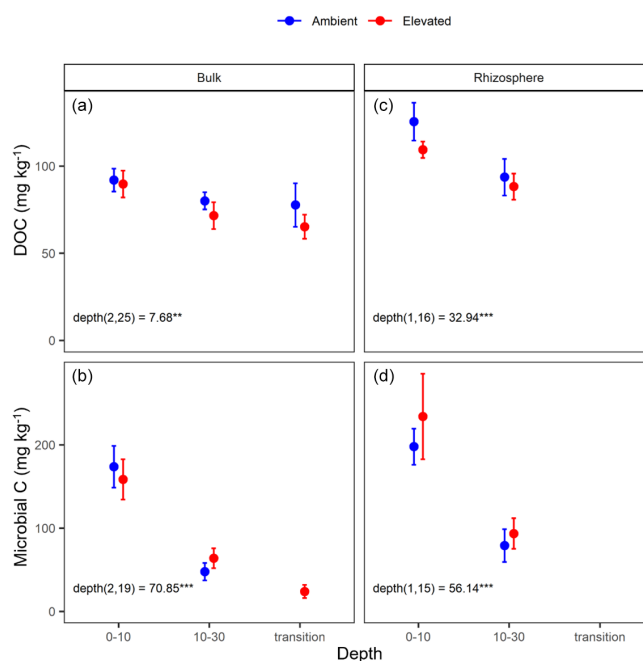 Ambient Elevated
Bulk Rhizosphere
(a) (c)
DOC (mg kg⁻¹)
100
50
0
depth(2,25) = 7.68** depth(1,16) = 32.94***
(b) (d)
Microbial C (mg kg⁻¹)
200
100
0
depth(2,19) = 70.85*** depth(1,15) = 56.14***
0-10 10-30 transition 0-10 10-30 transition
Depth